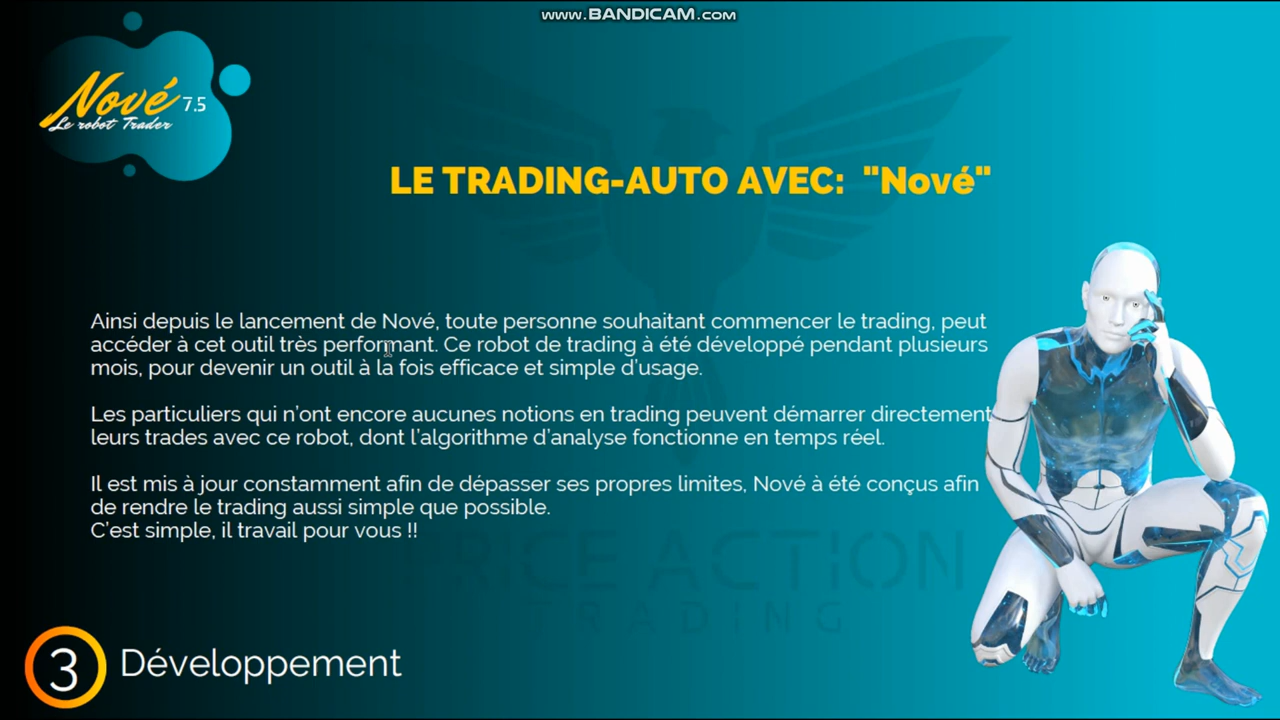 www.BANDICAM.com
Nové 7.5
Le robot Trader
LE TRADING-AUTO AVEC: "Nové"
Ainsi depuis le lancement de Nové, toute personne souhaitant commencer le trading, peut
accéder à cet outil très performant. Ce robot de trading à été développé pendant plusieurs
mois, pour devenir un outil à la fois efficace et simple d'usage.
Les particuliers qui n'ont encore aucunes notions en trading peuvent démarrer directement
leurs trades avec ce robot, dont l'algorithme d'analyse fonctionne en temps réel.
Il est mis à jour constamment afin de dépasser ses propres limites, Nové à été conçus afin
de rendre le trading aussi simple que possible.
C'est simple, il travail pour vous !!
PRICE ACTION
TRADING
3 Développement